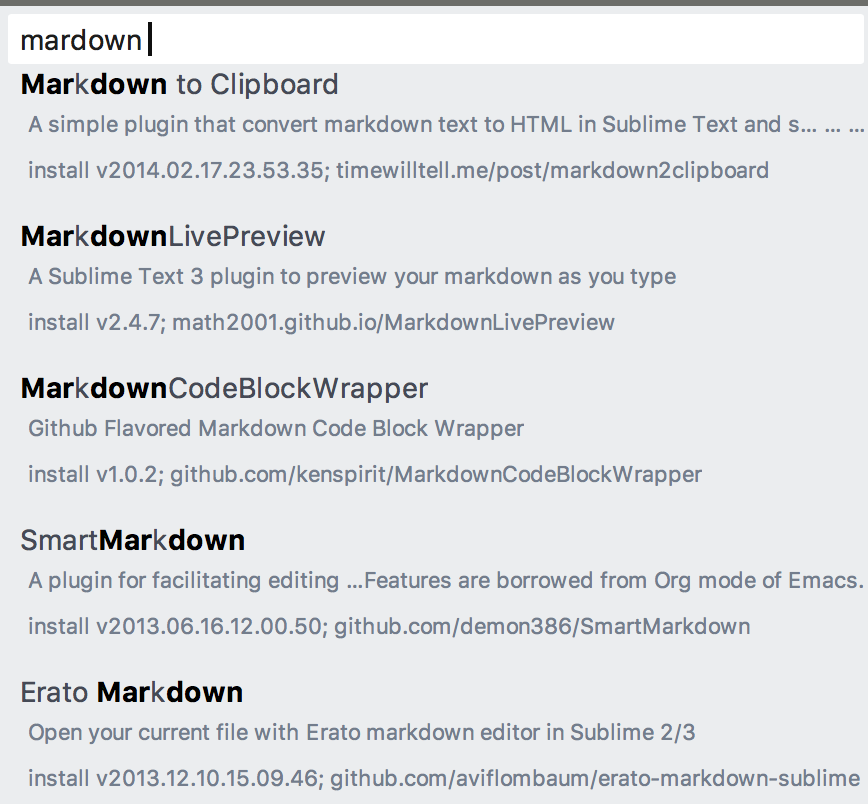 mardown
Markdown to Clipboard
A simple plugin that convert markdown text to HTML in Sublime Text and s... ... ...
install v2014.02.17.23.53.35; timewilltell.me/post/markdown2clipboard
MarkdownLivePreview
A Sublime Text 3 plugin to preview your markdown as you type
install v2.4.7; math2001.github.io/MarkdownLivePreview
MarkdownCodeBlockWrapper
Github Flavored Markdown Code Block Wrapper
install v1.0.2; github.com/kenspirit/MarkdownCodeBlockWrapper
SmartMarkdown
A plugin for facilitating editing ...Features are borrowed from Org mode of Emacs.
install v2013.06.16.12.00.50; github.com/demon386/SmartMarkdown
Erato Markdown
Open your current file with Erato markdown editor in Sublime 2/3
install v2013.12.10.15.09.46; github.com/aviflombaum/erato-markdown-sublime